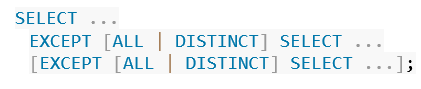 SELECT ...
EXCEPT [ALL | DISTINCT] SELECT ...
[EXCEPT [ALL | DISTINCT] SELECT ...];